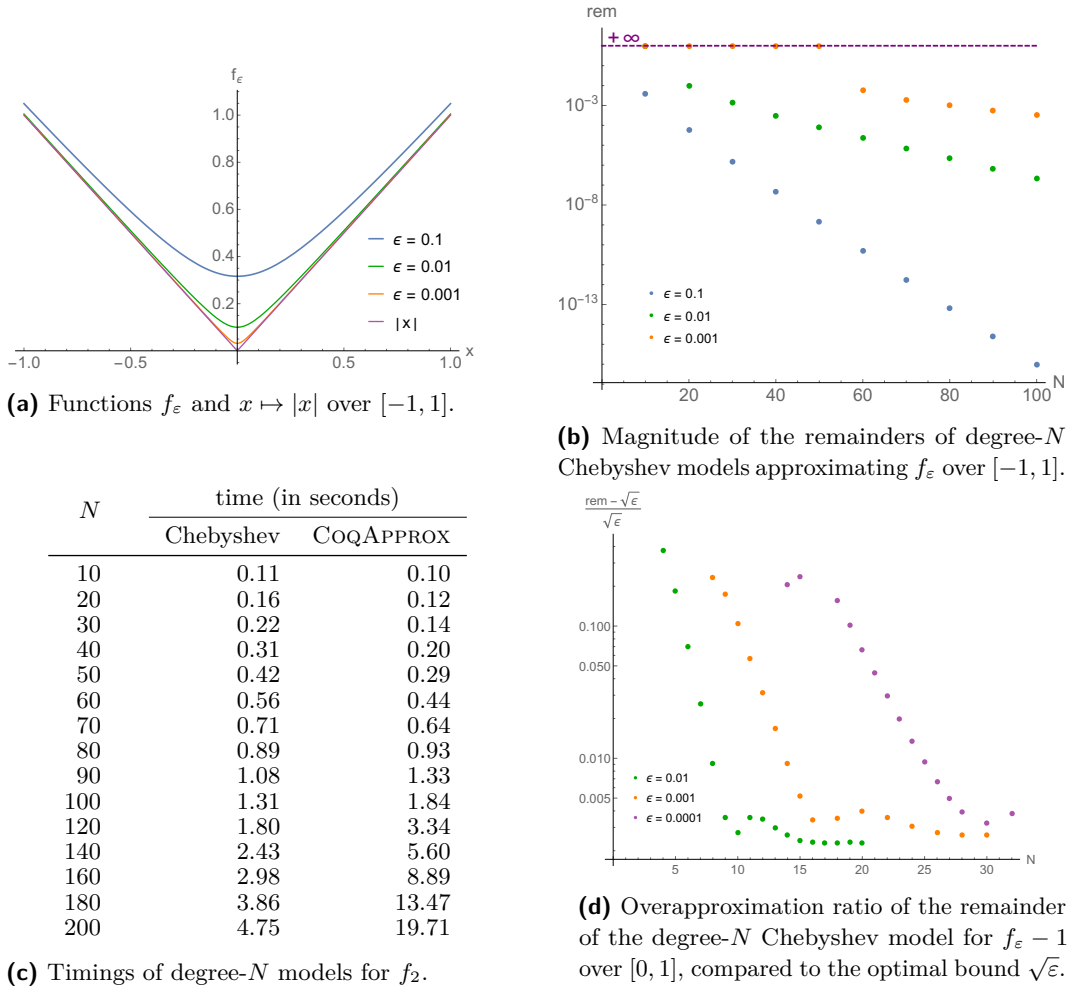 f_ε
1.0
0.8
0.6
0.4
0.2
−1.0 −0.5 0.5 1.0 x
ϵ = 0.1
ϵ = 0.01
ϵ = 0.001
|x|
(a) Functions f_ε and x ↦ |x| over [−1, 1].
rem
+ ∞
10^−3
10^−8
10^−13
ϵ = 0.1
ϵ = 0.01
ϵ = 0.001
20 40 60 80 100 N
(b) Magnitude of the remainders of degree-N
Chebyshev models approximating f_ε over [−1, 1].
N time (in seconds)
Chebyshev CoqApprox
10 0.11 0.10
20 0.16 0.12
30 0.22 0.14
40 0.31 0.20
50 0.42 0.29
60 0.56 0.44
70 0.71 0.64
80 0.89 0.93
90 1.08 1.33
100 1.31 1.84
120 1.80 3.34
140 2.43 5.60
160 2.98 8.89
180 3.86 13.47
200 4.75 19.71
(c) Timings of degree-N models for f_2.
rem − √ϵ
√ϵ
0.100
0.050
0.010
0.005
ϵ = 0.01
ϵ = 0.001
ϵ = 0.0001
5 10 15 20 25 30 N
(d) Overapproximation ratio of the remainder
of the degree-N Chebyshev model for f_ε − 1
over [0, 1], compared to the optimal bound √ε.